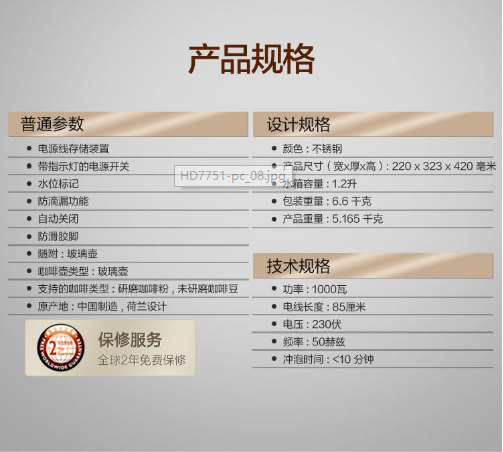 产品规格
普通参数
电源线存储装置
带指示灯的电源开关
水位标记
防滴漏功能
自动关闭
防滑胶脚
随附：玻璃壶
咖啡壶类型：玻璃壶
支持的咖啡类型：研磨咖啡粉，未研磨咖啡豆
原产地：中国制造，荷兰设计
2
WORLDWIDE GUARANTEE
保修服务
全球2年免费保修
设计规格
颜色：不锈钢
产品尺寸（宽x厚x高）：220 x 323 x 420 毫米
HD7751-pc_08.jpg
水箱容量：1.2升
包装重量：6.6 千克
产品重量：5.165 千克
技术规格
功率：1000瓦
电线长度：85厘米
电压：230伏
频率：50赫兹
冲泡时间：<10 分钟